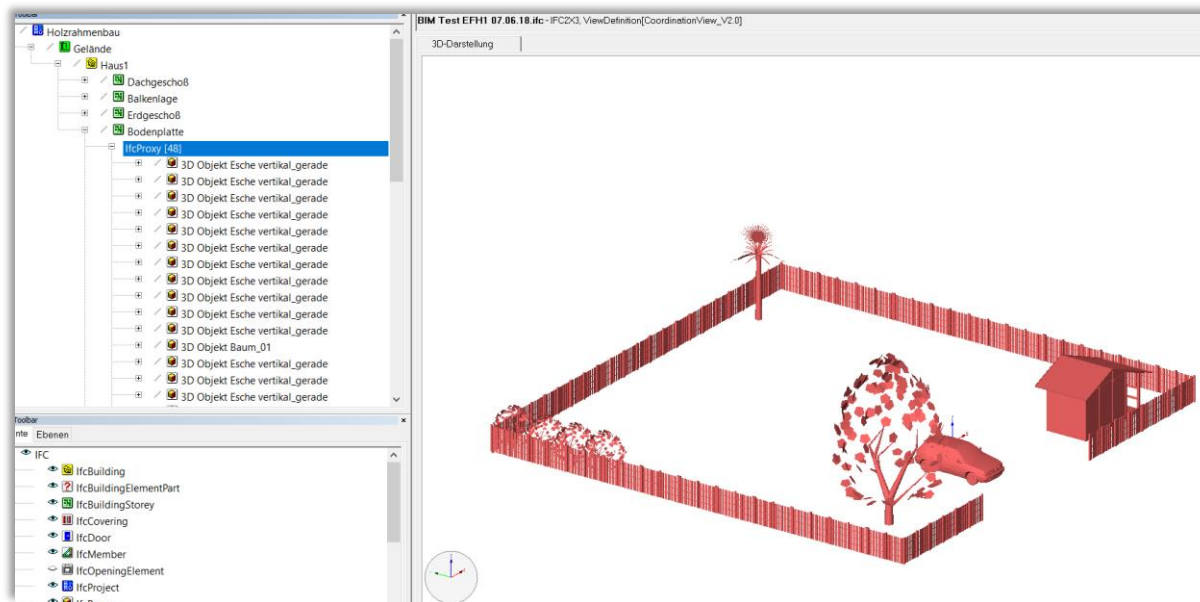 Toolbar
Holzrahmenbau
Gelände
Haus1
Dachgeschoß
Balkenlage
Erdgeschoß
Bodenplatte
IfcProxy [48]
3D Objekt Esche vertikal_gerade
3D Objekt Esche vertikal_gerade
3D Objekt Esche vertikal_gerade
3D Objekt Esche vertikal_gerade
3D Objekt Esche vertikal_gerade
3D Objekt Esche vertikal_gerade
3D Objekt Esche vertikal_gerade
3D Objekt Esche vertikal_gerade
3D Objekt Esche vertikal_gerade
3D Objekt Esche vertikal_gerade
3D Objekt Esche vertikal_gerade
3D Objekt Baum_01
3D Objekt Esche vertikal_gerade
3D Objekt Esche vertikal_gerade
3D Objekt Esche vertikal_gerade
Toolbar
nte Ebenen
IFC
IfcBuilding
IfcBuildingElementPart
IfcBuildingStorey
IfcCovering
IfcDoor
IfcMember
IfcOpeningElement
IfcProject
BIM Test EFH1 07.06.18.ifc - IFC2X3, ViewDefinition[CoordinationView_V2.0]
3D-Darstellung